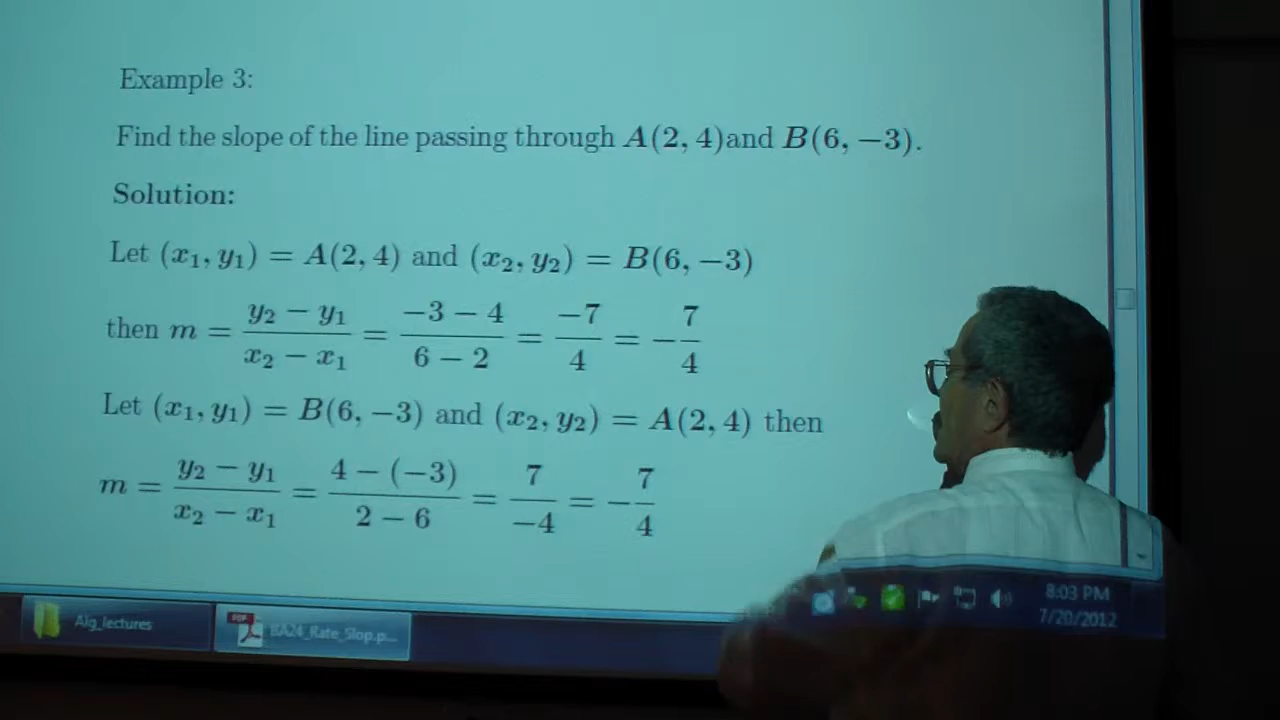 Example 3:
Find the slope of the line passing through A(2, 4)and B(6, −3).
Solution:
Let (x₁, y₁) = A(2, 4) and (x₂, y₂) = B(6, −3)
then m = (y₂ − y₁)/(x₂ − x₁) = (−3 − 4)/(6 − 2) = −7/4 = −7/4
Let (x₁, y₁) = B(6, −3) and (x₂, y₂) = A(2, 4) then
m = (y₂ − y₁)/(x₂ − x₁) = (4 − (−3))/(2 − 6) = 7/−4 = −7/4
Alg_lectures
PDF
RA24_Rate_Slop.p...
8:03 PM
7/20/2012